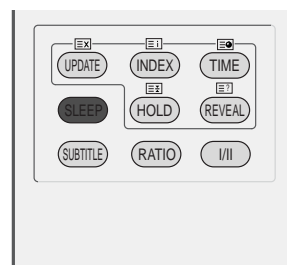 UPDATE INDEX TIME
SLEEP HOLD REVEAL
SUBTITLE RATIO I/II